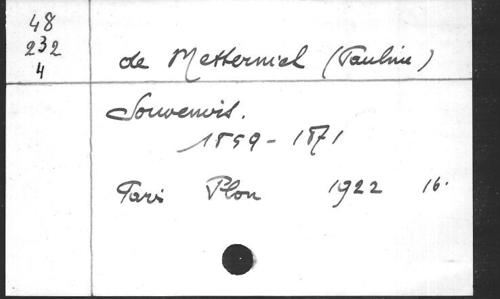 48
232
4
de Metternich (Pauline)
Souvenirs.
1859-1871
Paris Plon 1922 16.